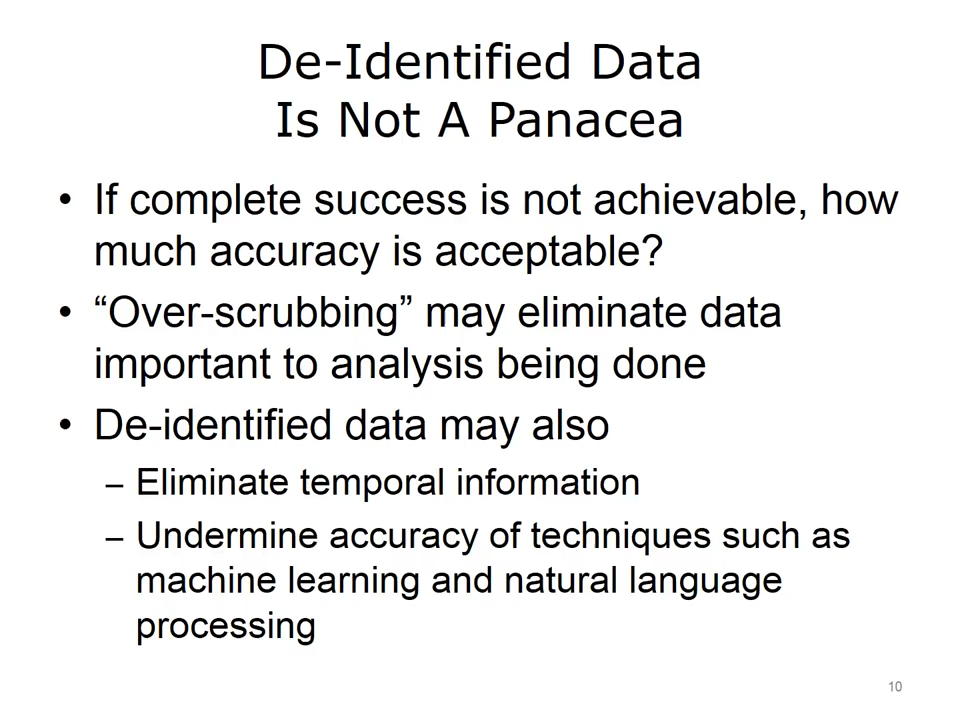 De-Identified Data
Is Not A Panacea
• If complete success is not achievable, how
much accuracy is acceptable?
• “Over-scrubbing” may eliminate data
important to analysis being done
• De-identified data may also
– Eliminate temporal information
– Undermine accuracy of techniques such as
machine learning and natural language
processing
10